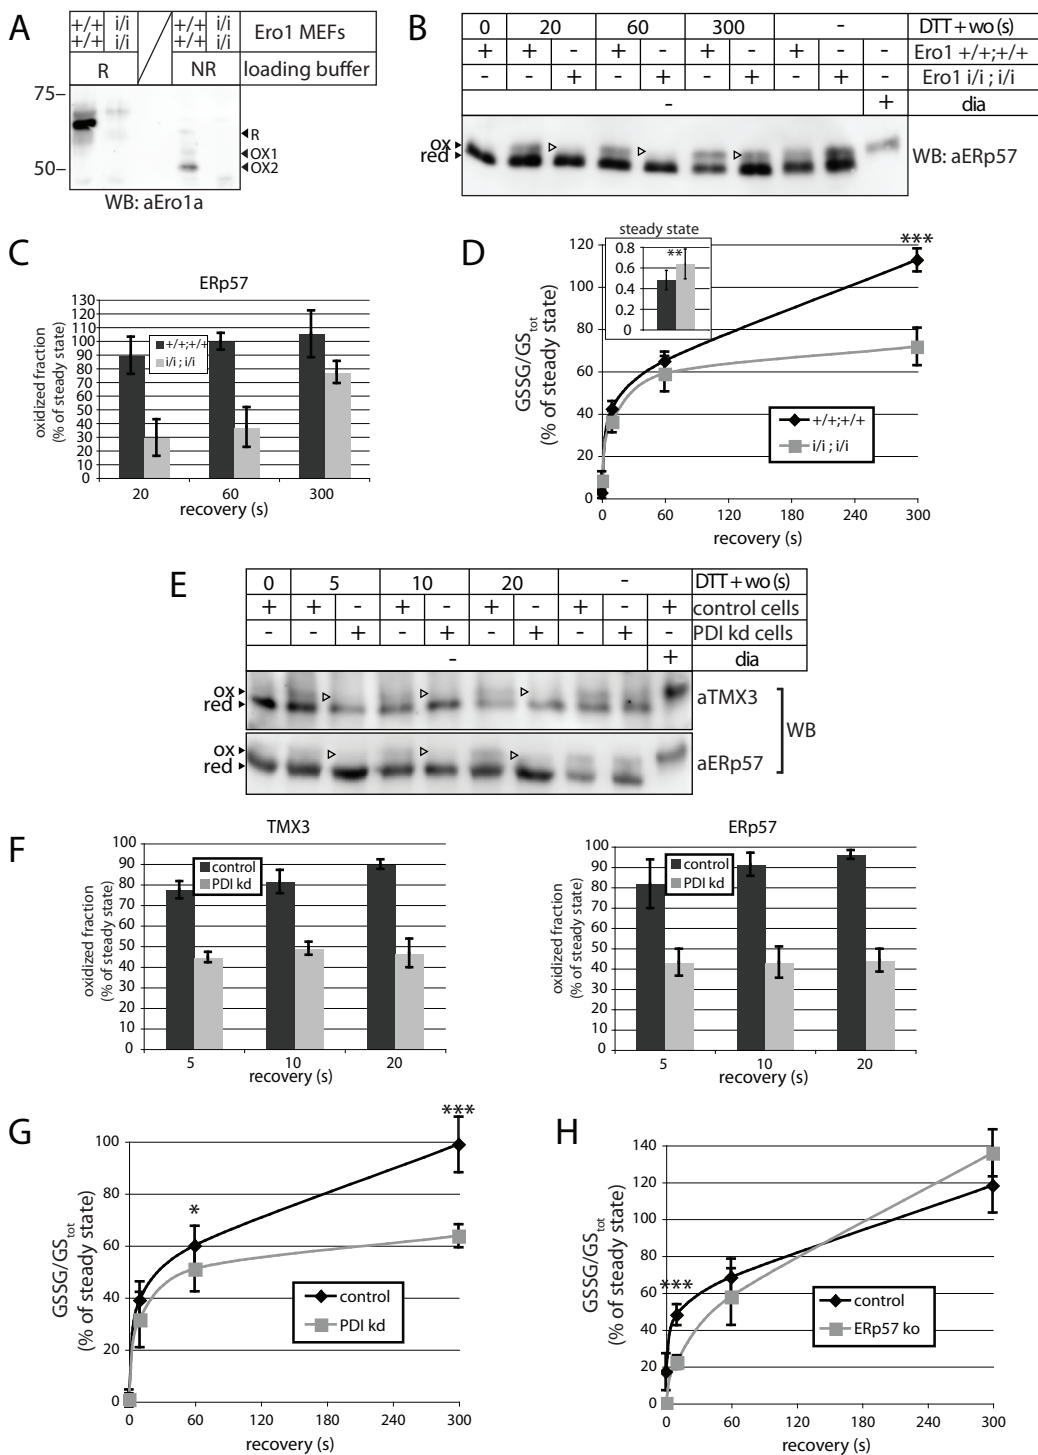 A
+/+ i/i +/+ i/i Ero1 MEFs
+/+ i/i +/+ i/i
R NR loading buffer
75–
50–
R
OX1
OX2
WB: aEro1a
B
0 20 60 300 - DTT + wo (s)
+ + - + - + - + - - Ero1 +/+;+/+
- - + - + - + - + - Ero1 i/i ; i/i
- + dia
ox
red
WB: aERp57
C
ERp57
oxidized fraction
(% of steady state)
130
120
110
100
90
80
70
60
50
40
30
20
10
0
+/+;+/+
i/i ; i/i
20 60 300
recovery (s)
D
steady state
0.8
0.6
0.4
0.2
0
**
***
GSSG/GStot
(% of steady state)
120
100
80
60
40
20
0
+/+;+/+
i/i ; i/i
0 60 120 180 240 300
recovery (s)
E
0 5 10 20 - DTT + wo (s)
+ + - + - + - + - + control cells
- - + - + - + - + - PDI kd cells
- + dia
ox
red
aTMX3
WB
ox
red
aERp57
F
TMX3
oxidized fraction
(% of steady state)
100
90
80
70
60
50
40
30
20
10
0
control
PDI kd
5 10 20
recovery (s)
ERp57
oxidized fraction
(% of steady state)
100
90
80
70
60
50
40
30
20
10
0
control
PDI kd
5 10 20
recovery (s)
G
***
*
GSSG/GStot
(% of steady state)
100
80
60
40
20
0
control
PDI kd
0 60 120 180 240 300
recovery (s)
H
***
GSSG/GStot
(% of steady state)
140
120
100
80
60
40
20
0
control
ERp57 ko
0 60 120 180 240 300
recovery (s)